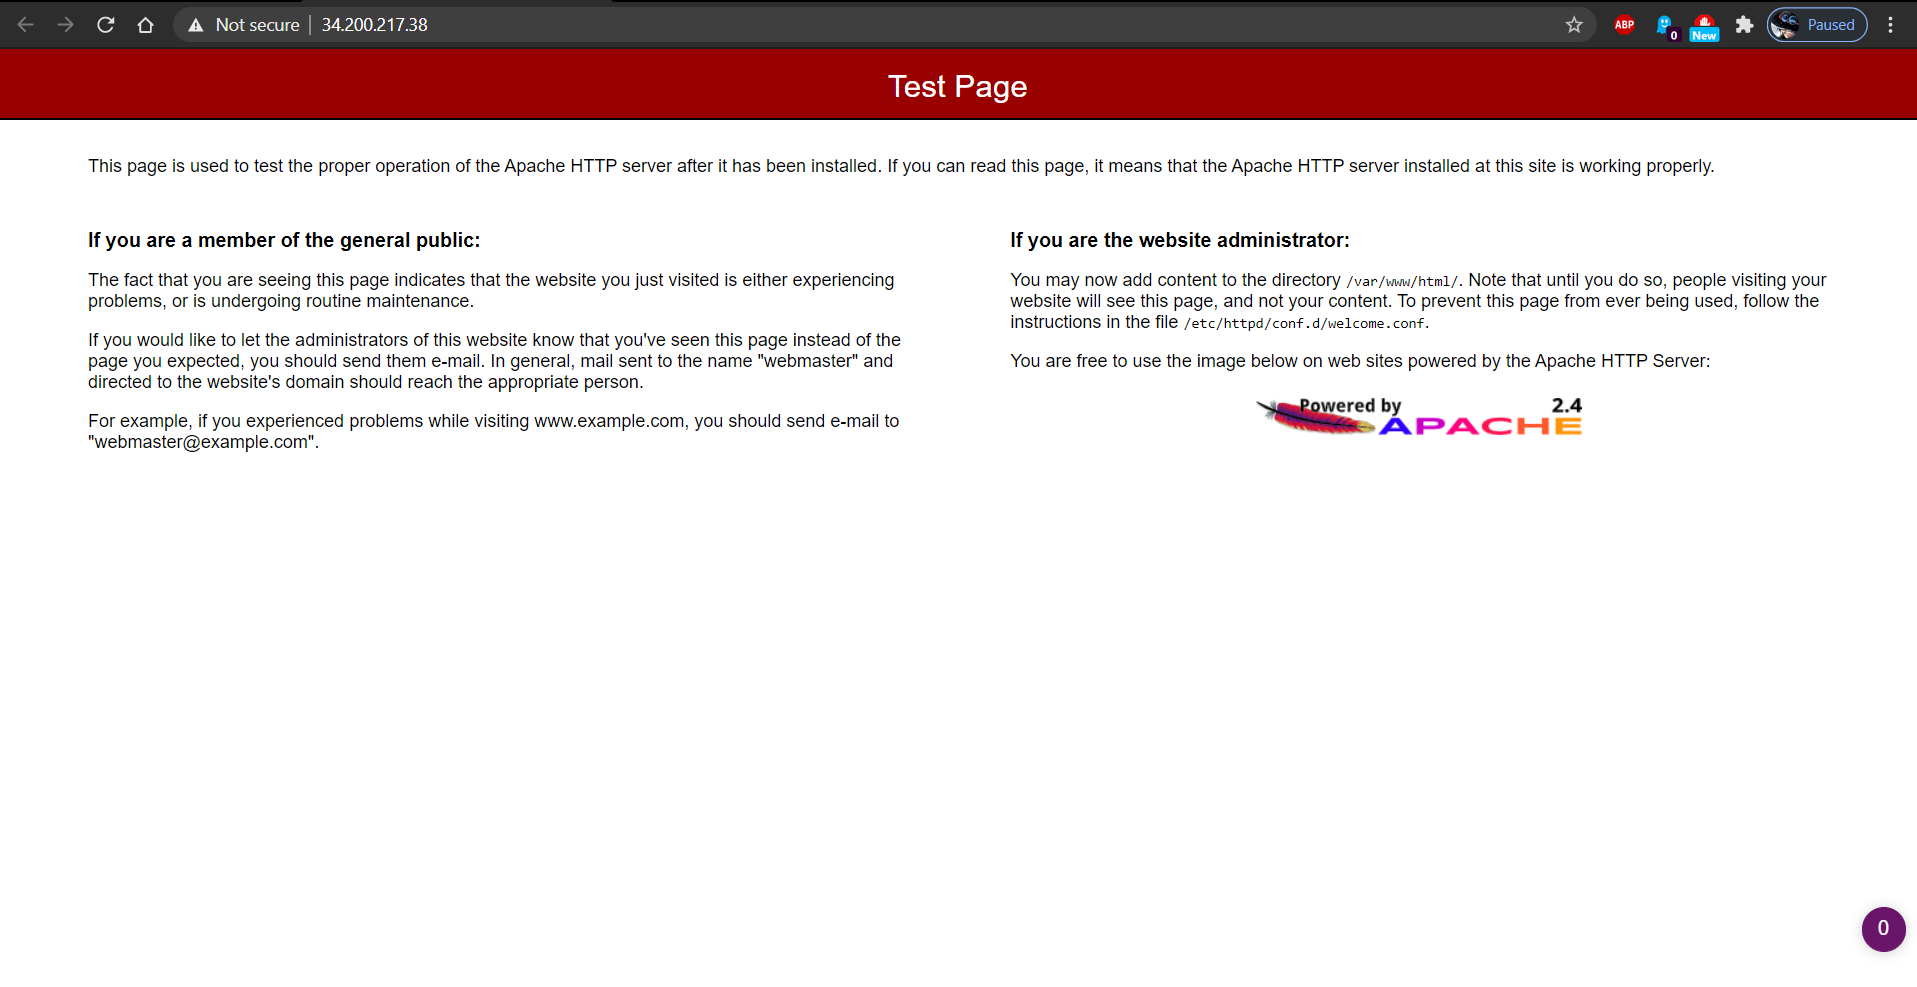 Not secure | 34.200.217.38
ABP
0
New
Paused
Test Page
This page is used to test the proper operation of the Apache HTTP server after it has been installed. If you can read this page, it means that the Apache HTTP server installed at this site is working properly.
If you are a member of the general public:
The fact that you are seeing this page indicates that the website you just visited is either experiencing
problems, or is undergoing routine maintenance.
If you would like to let the administrators of this website know that you've seen this page instead of the
page you expected, you should send them e-mail. In general, mail sent to the name "webmaster" and
directed to the website's domain should reach the appropriate person.
For example, if you experienced problems while visiting www.example.com, you should send e-mail to
"webmaster@example.com".
If you are the website administrator:
You may now add content to the directory /var/www/html/. Note that until you do so, people visiting your
website will see this page, and not your content. To prevent this page from ever being used, follow the
instructions in the file /etc/httpd/conf.d/welcome.conf.
You are free to use the image below on web sites powered by the Apache HTTP Server:
Powered by 2.4
APACHE
0